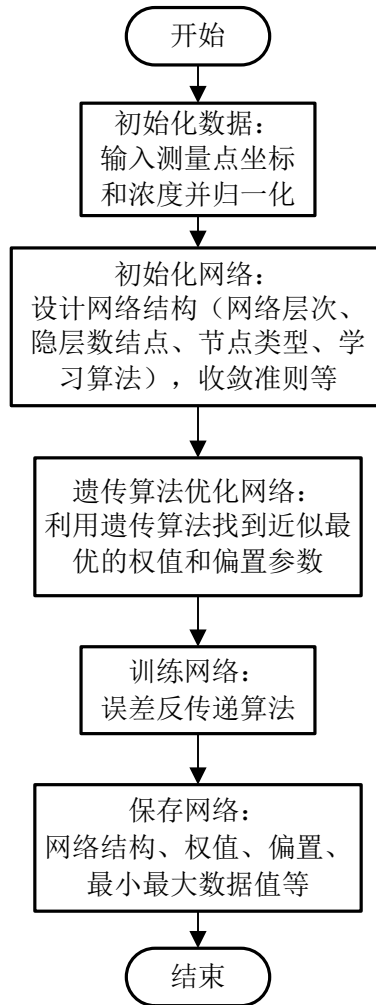 开始
初始化数据：
输入测量点坐标
和浓度并归一化
初始化网络：
设计网络结构（网络层次、
隐层数结点、节点类型、学
习算法），收敛准则等
遗传算法优化网络：
利用遗传算法找到近似最
优的权值和偏置参数
训练网络：
误差反传递算法
保存网络：
网络结构、权值、偏置、
最小最大数据值等
结束